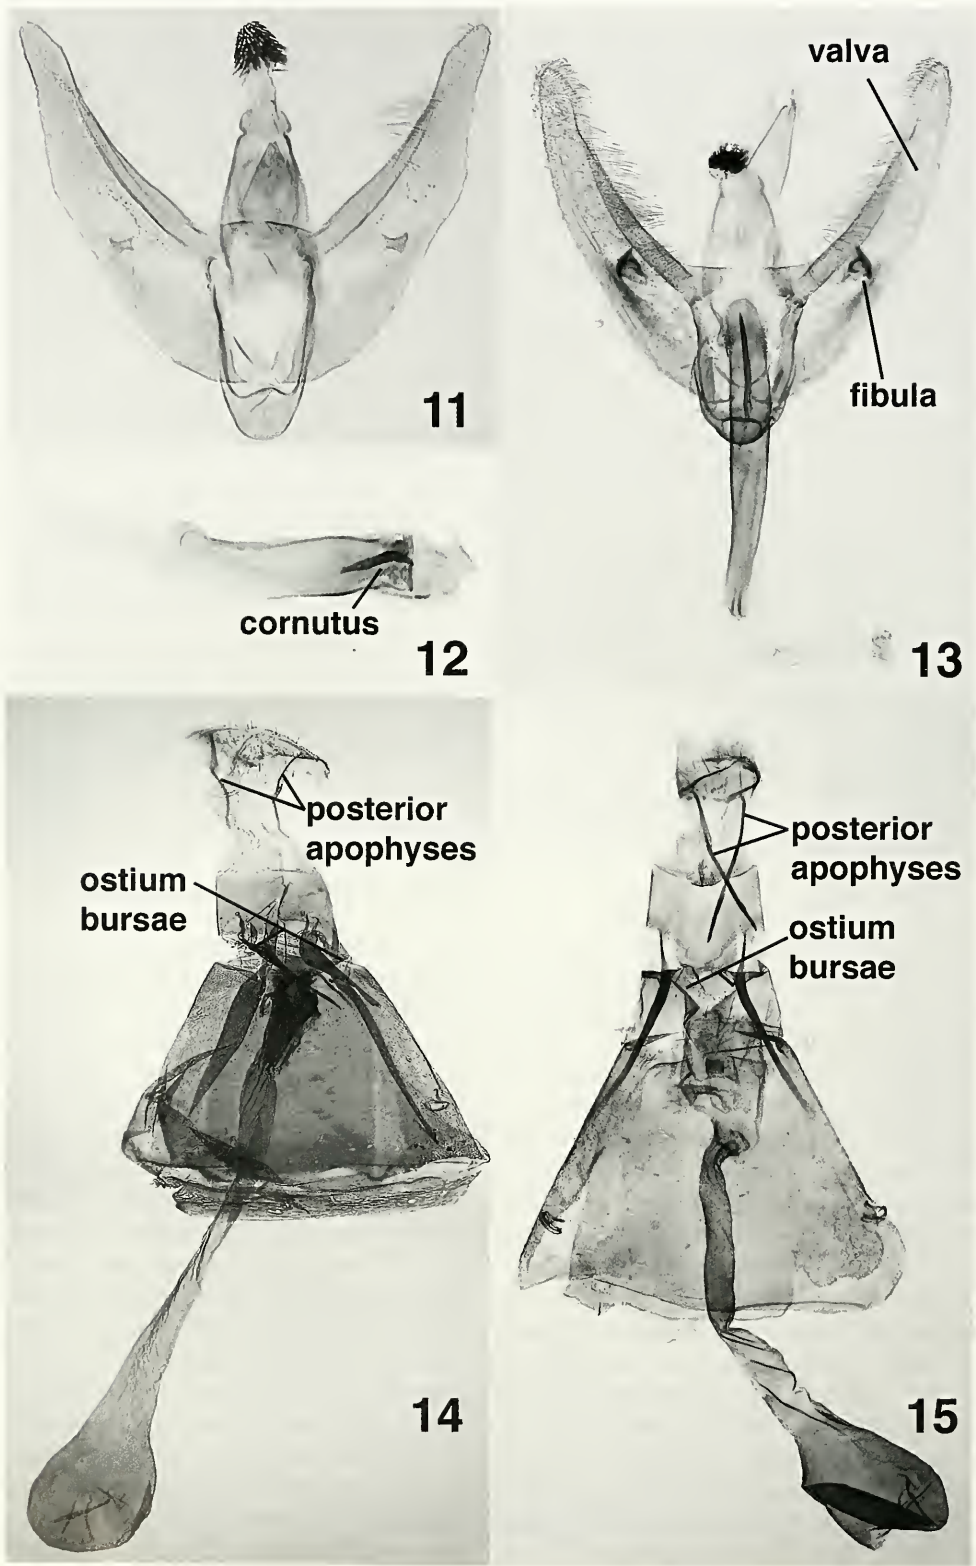 11
valva
fibula
13
cornutus
12
posterior
apophyses
ostium
bursae
14
posterior
apophyses
ostium
bursae
15